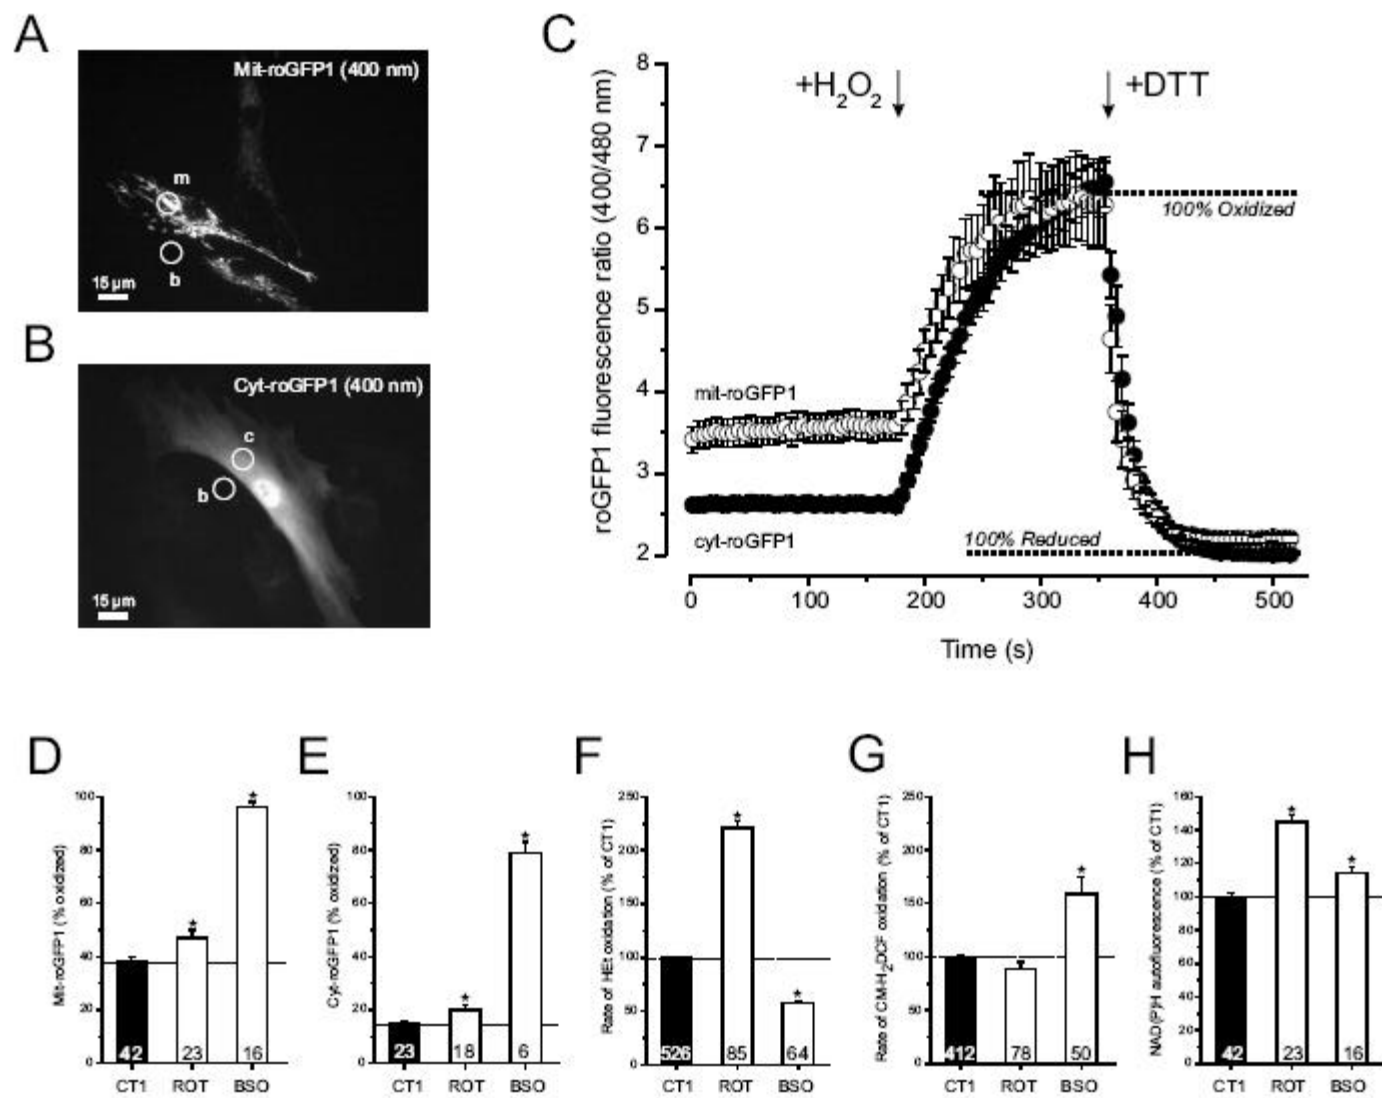 A
Mit-roGFP1 (400 nm)
m
b
15 µm
B
Cyt-roGFP1 (400 nm)
c
b
15 µm
C
roGFP1 fluorescence ratio (400/480 nm)
8
7
6
5
4
3
2
+H2O2
+DTT
100% Oxidized
mit-roGFP1
cyt-roGFP1
100% Reduced
0 100 200 300 400 500
Time (s)
D
Mit-roGFP1 (% oxidized)
100
80
60
40
20
0
*
*
42 23 16
CT1 ROT BSO
E
Cyt-roGFP1 (% oxidized)
100
80
60
40
20
0
*
*
23 18 6
CT1 ROT BSO
F
Rate of HEt oxidation (% of CT1)
250
200
150
100
50
0
*
*
526 85 64
CT1 ROT BSO
G
Rate of CM-H2DCF oxidation (% of CT1)
250
200
150
100
50
0
*
412 78 50
CT1 ROT BSO
H
NAD(P)H autofluorescence (% of CT1)
160
140
120
100
80
60
40
20
0
*
*
42 23 16
CT1 ROT BSO